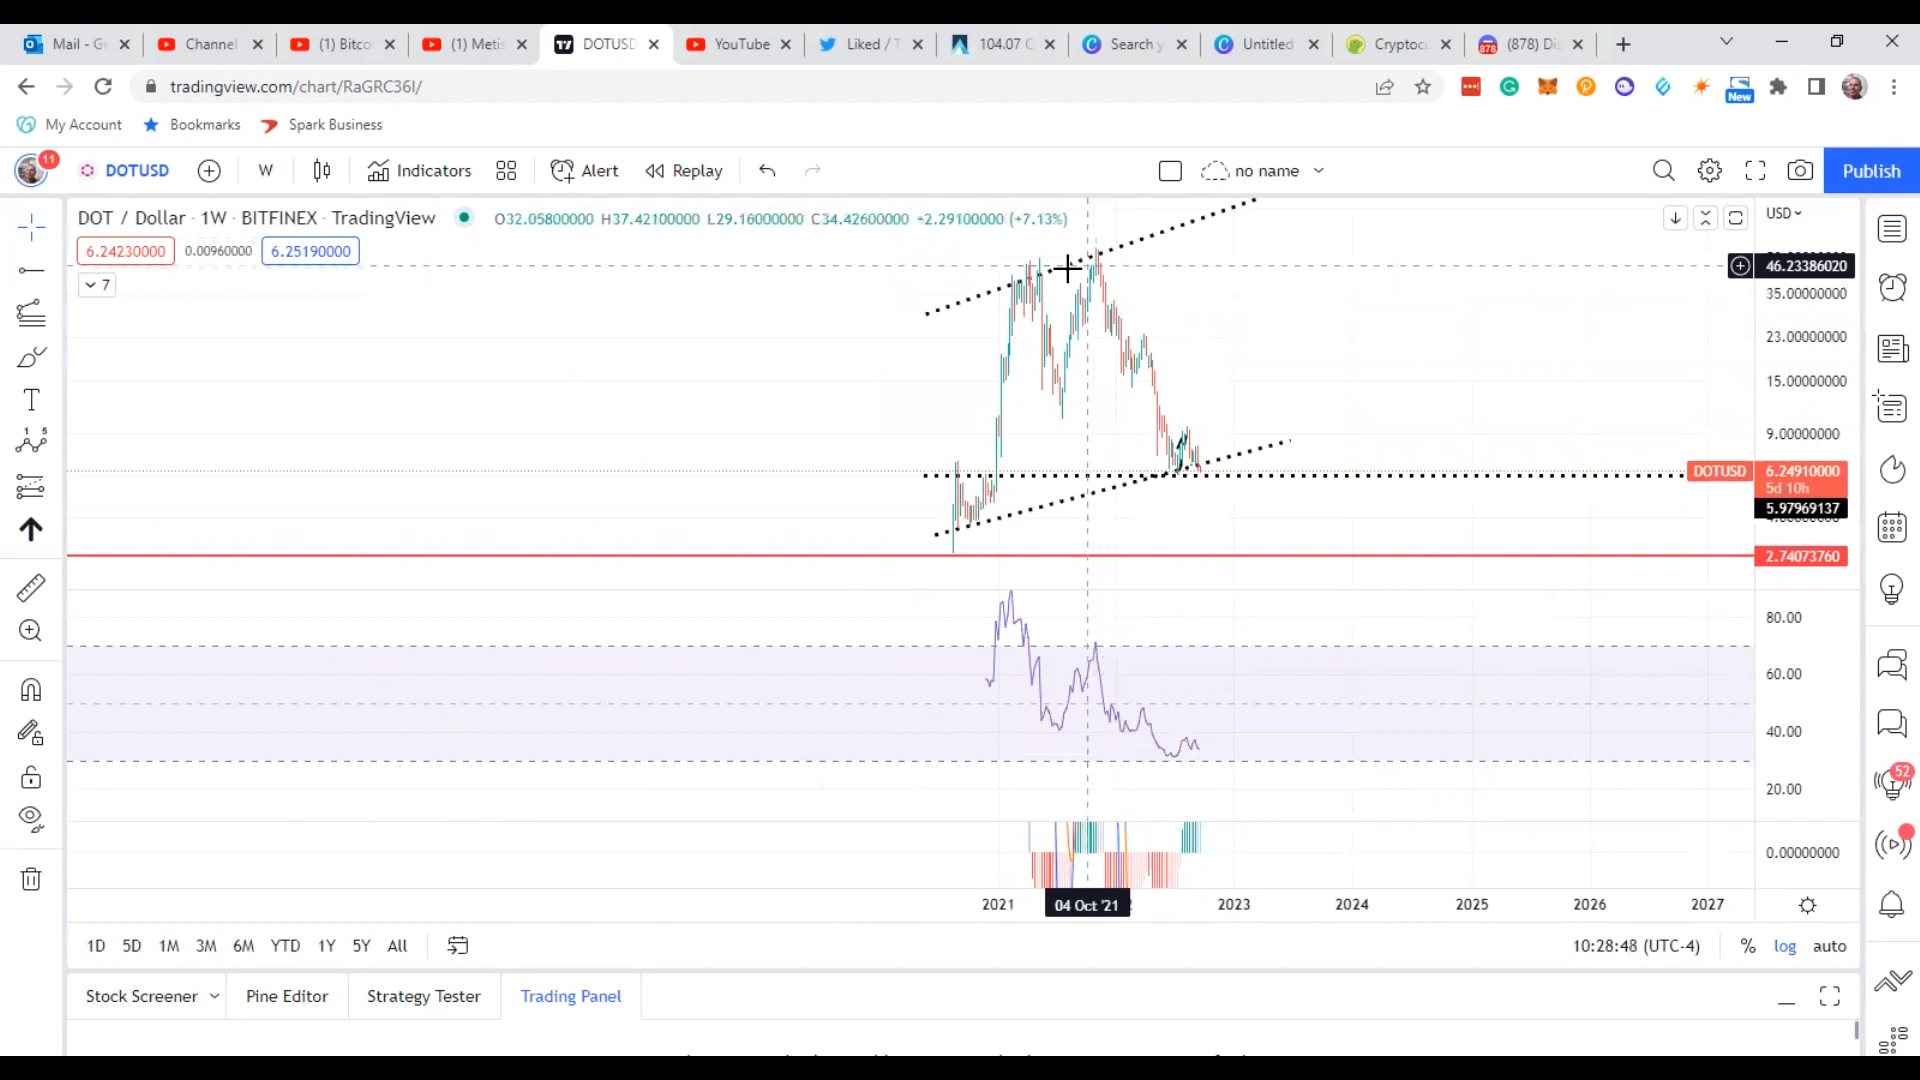 Mail - G
Channel
(1) Bitco
(1) Metis
DOTUSD
YouTube
Liked / T
104.07 C
Search y
Untitled
Cryptocu
(878) Dis
tradingview.com/chart/RaGRC36I/
New
My Account
Bookmarks
Spark Business
11
DOTUSD
W
Indicators
Alert
Replay
no name
Publish
DOT / Dollar · 1W · BITFINEX · TradingView
O32.05800000 H37.42100000 L29.16000000 C34.42600000 +2.29100000 (+7.13%)
USD
6.24230000
0.00960000
6.25190000
7
46.23386020
35.00000000
23.00000000
15.00000000
9.00000000
DOTUSD
6.24910000
5d 10h
5.97969137
2.74073760
80.00
60.00
40.00
20.00
52
0.00000000
2021
04 Oct '21
2023
2024
2025
2026
2027
1D 5D 1M 3M 6M YTD 1Y 5Y All
10:28:48 (UTC-4)
%
log
auto
Stock Screener
Pine Editor
Strategy Tester
Trading Panel